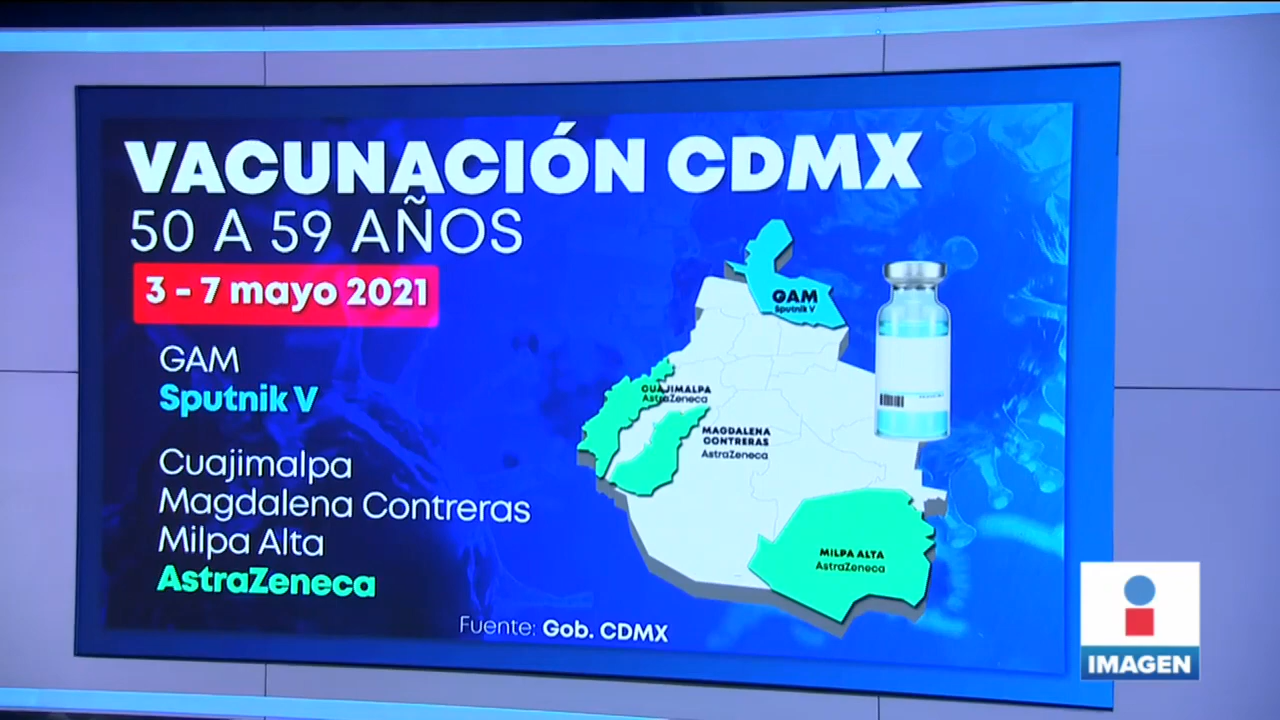 VACUNACIÓN CDMX
50 A 59 AÑOS
3 - 7 mayo 2021
GAM
Sputnik V
Cuajimalpa
Magdalena Contreras
Milpa Alta
AstraZeneca
GAM
Sputnik V
CUAJIMALPA
AstraZeneca
MAGDALENA
CONTRERAS
AstraZeneca
MILPA ALTA
AstraZeneca
Fuente: Gob. CDMX
IMAGEN